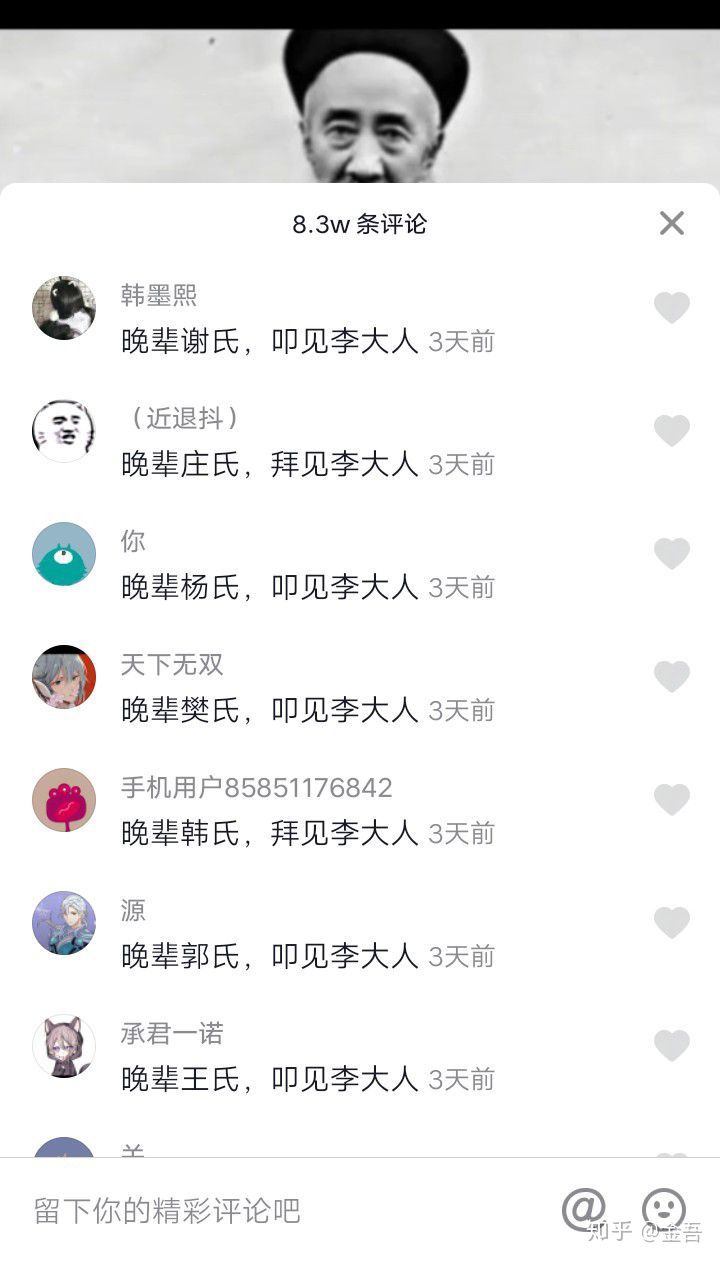 8.3w 条评论
韩墨熙
晚辈谢氏，叩见李大人 3天前
（近退抖）
晚辈庄氏，拜见李大人 3天前
你
晚辈杨氏，叩见李大人 3天前
天下无双
晚辈樊氏，叩见李大人 3天前
手机用户85851176842
晚辈韩氏，拜见李大人 3天前
源
晚辈郭氏，叩见李大人 3天前
承君一诺
晚辈王氏，叩见李大人 3天前
留下你的精彩评论吧
@
知乎 @金吾